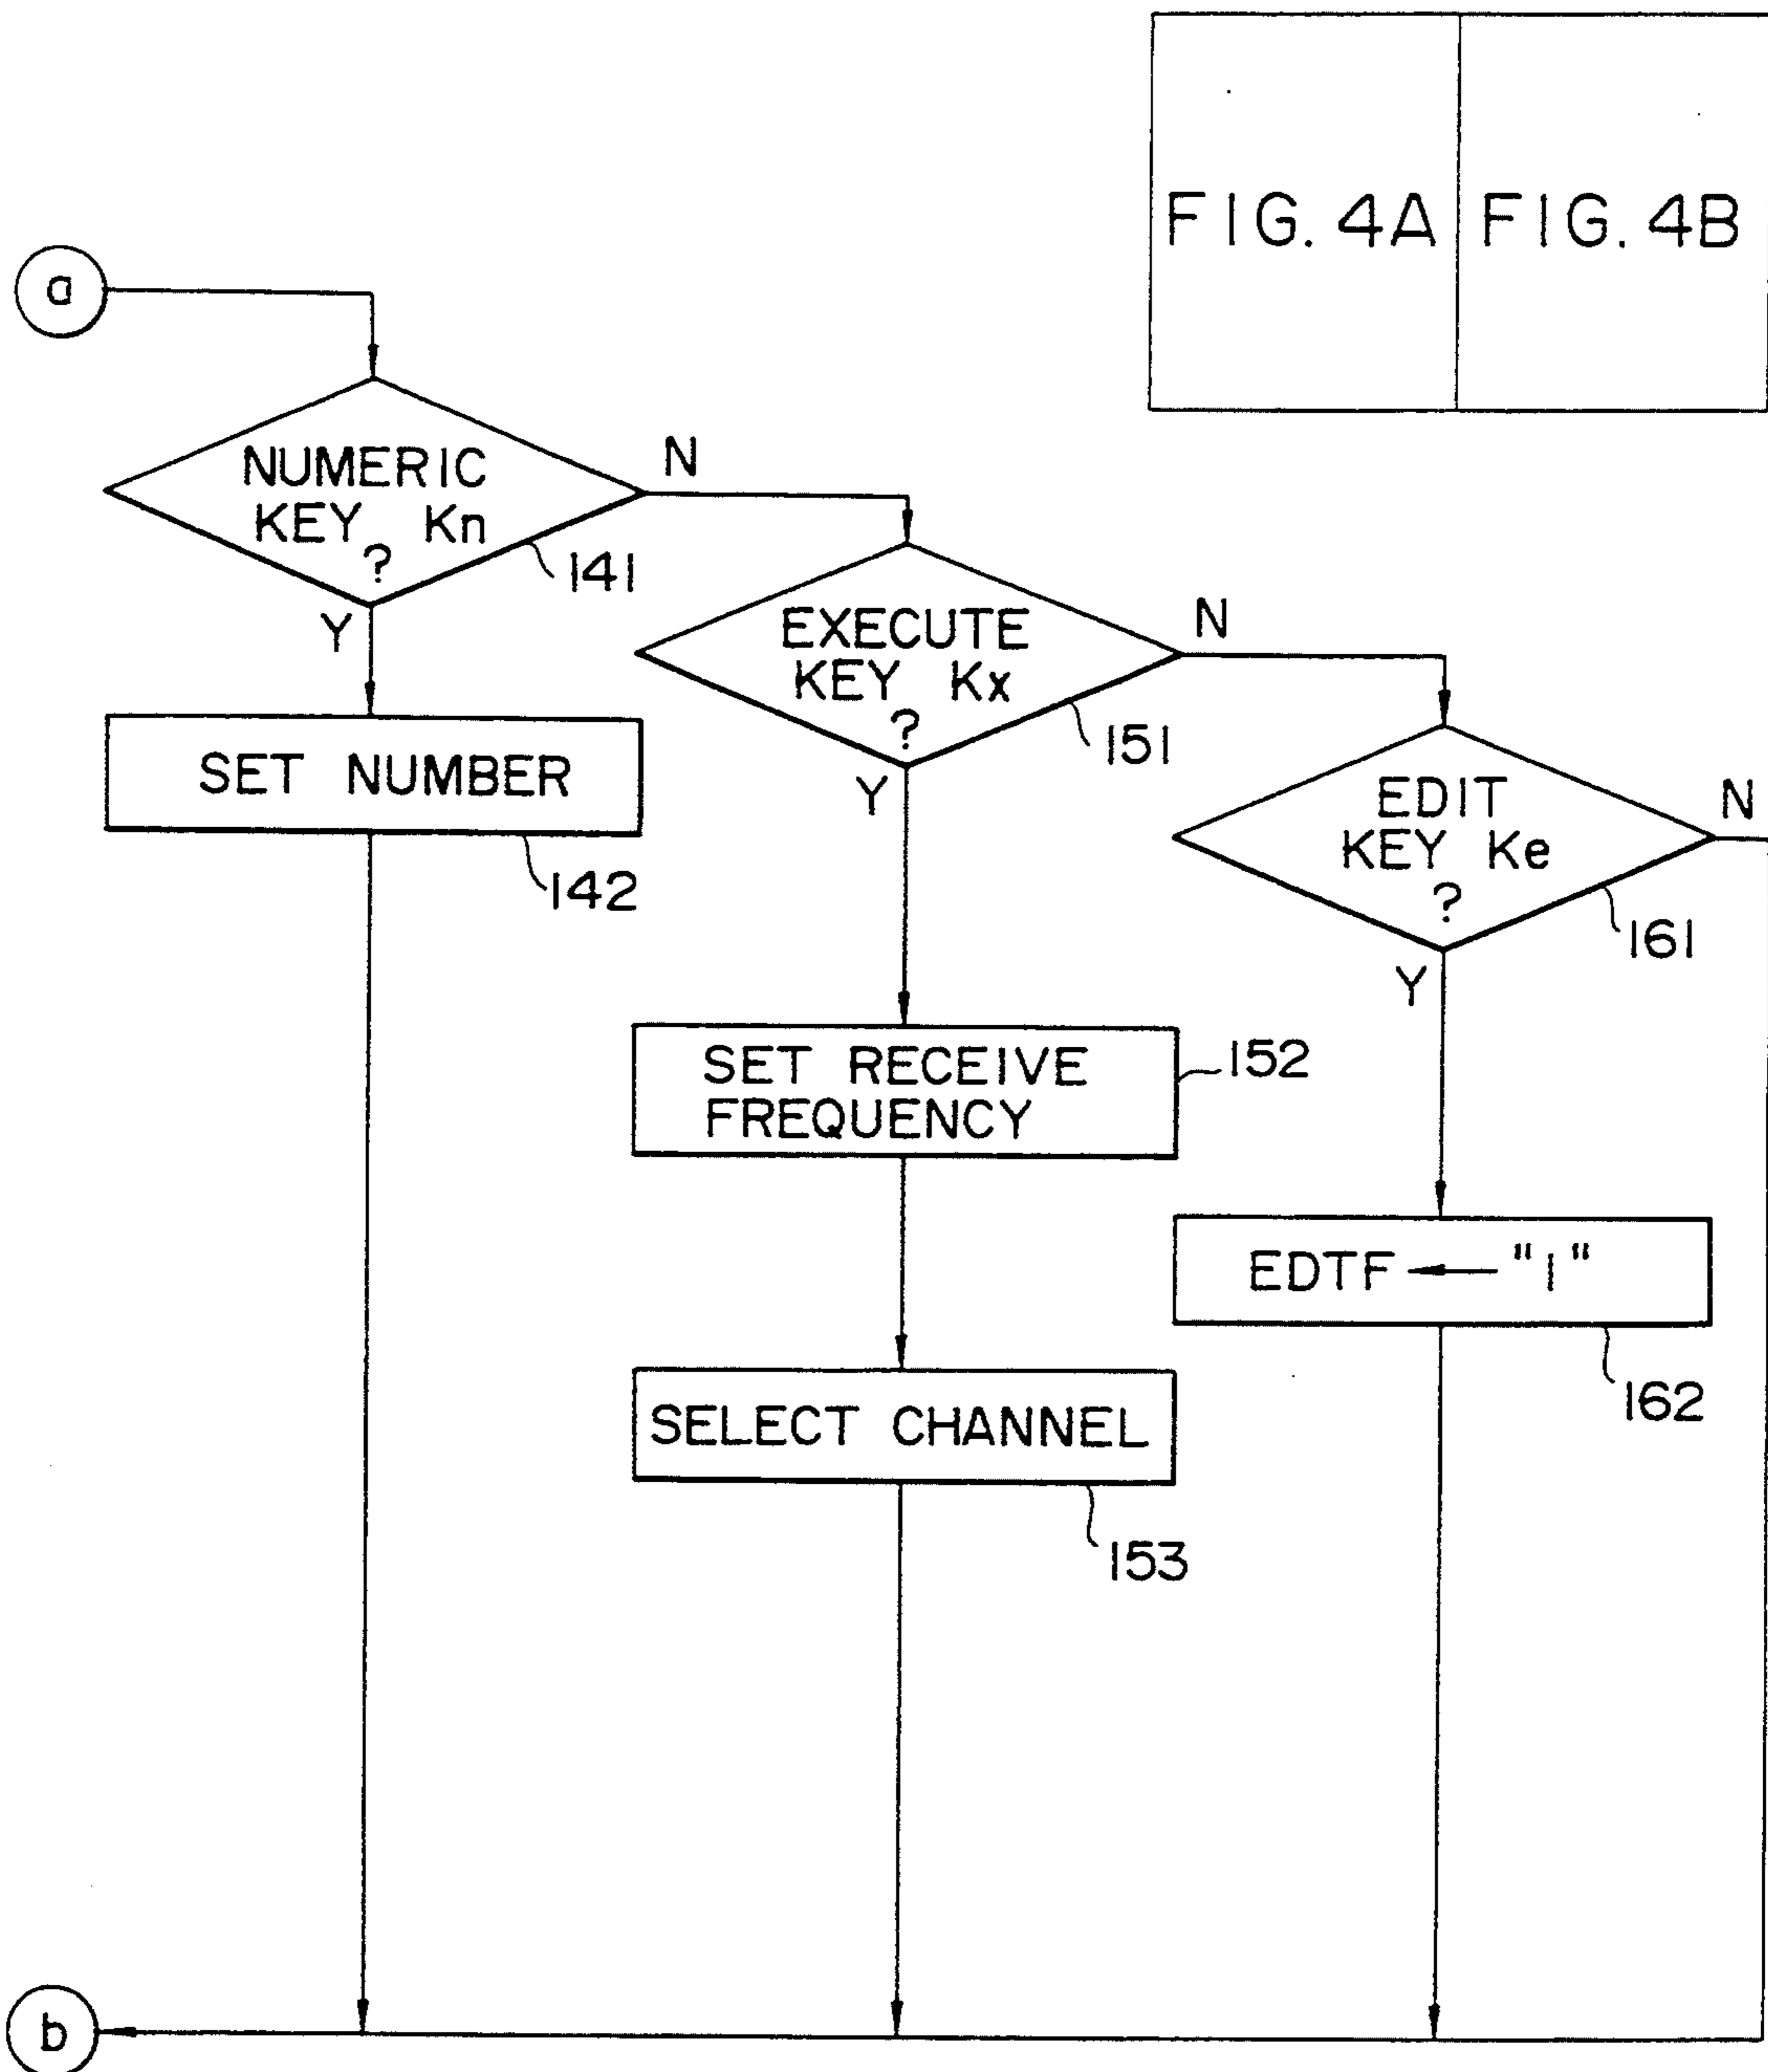 FIG. 4A
FIG. 4B
a
NUMERIC
KEY Kn
?
N
141
Y
SET NUMBER
142
EXECUTE
KEY Kx
?
N
151
Y
SET RECEIVE
FREQUENCY
152
SELECT CHANNEL
153
EDIT
KEY Ke
?
N
161
Y
EDTF ← "1"
162
b